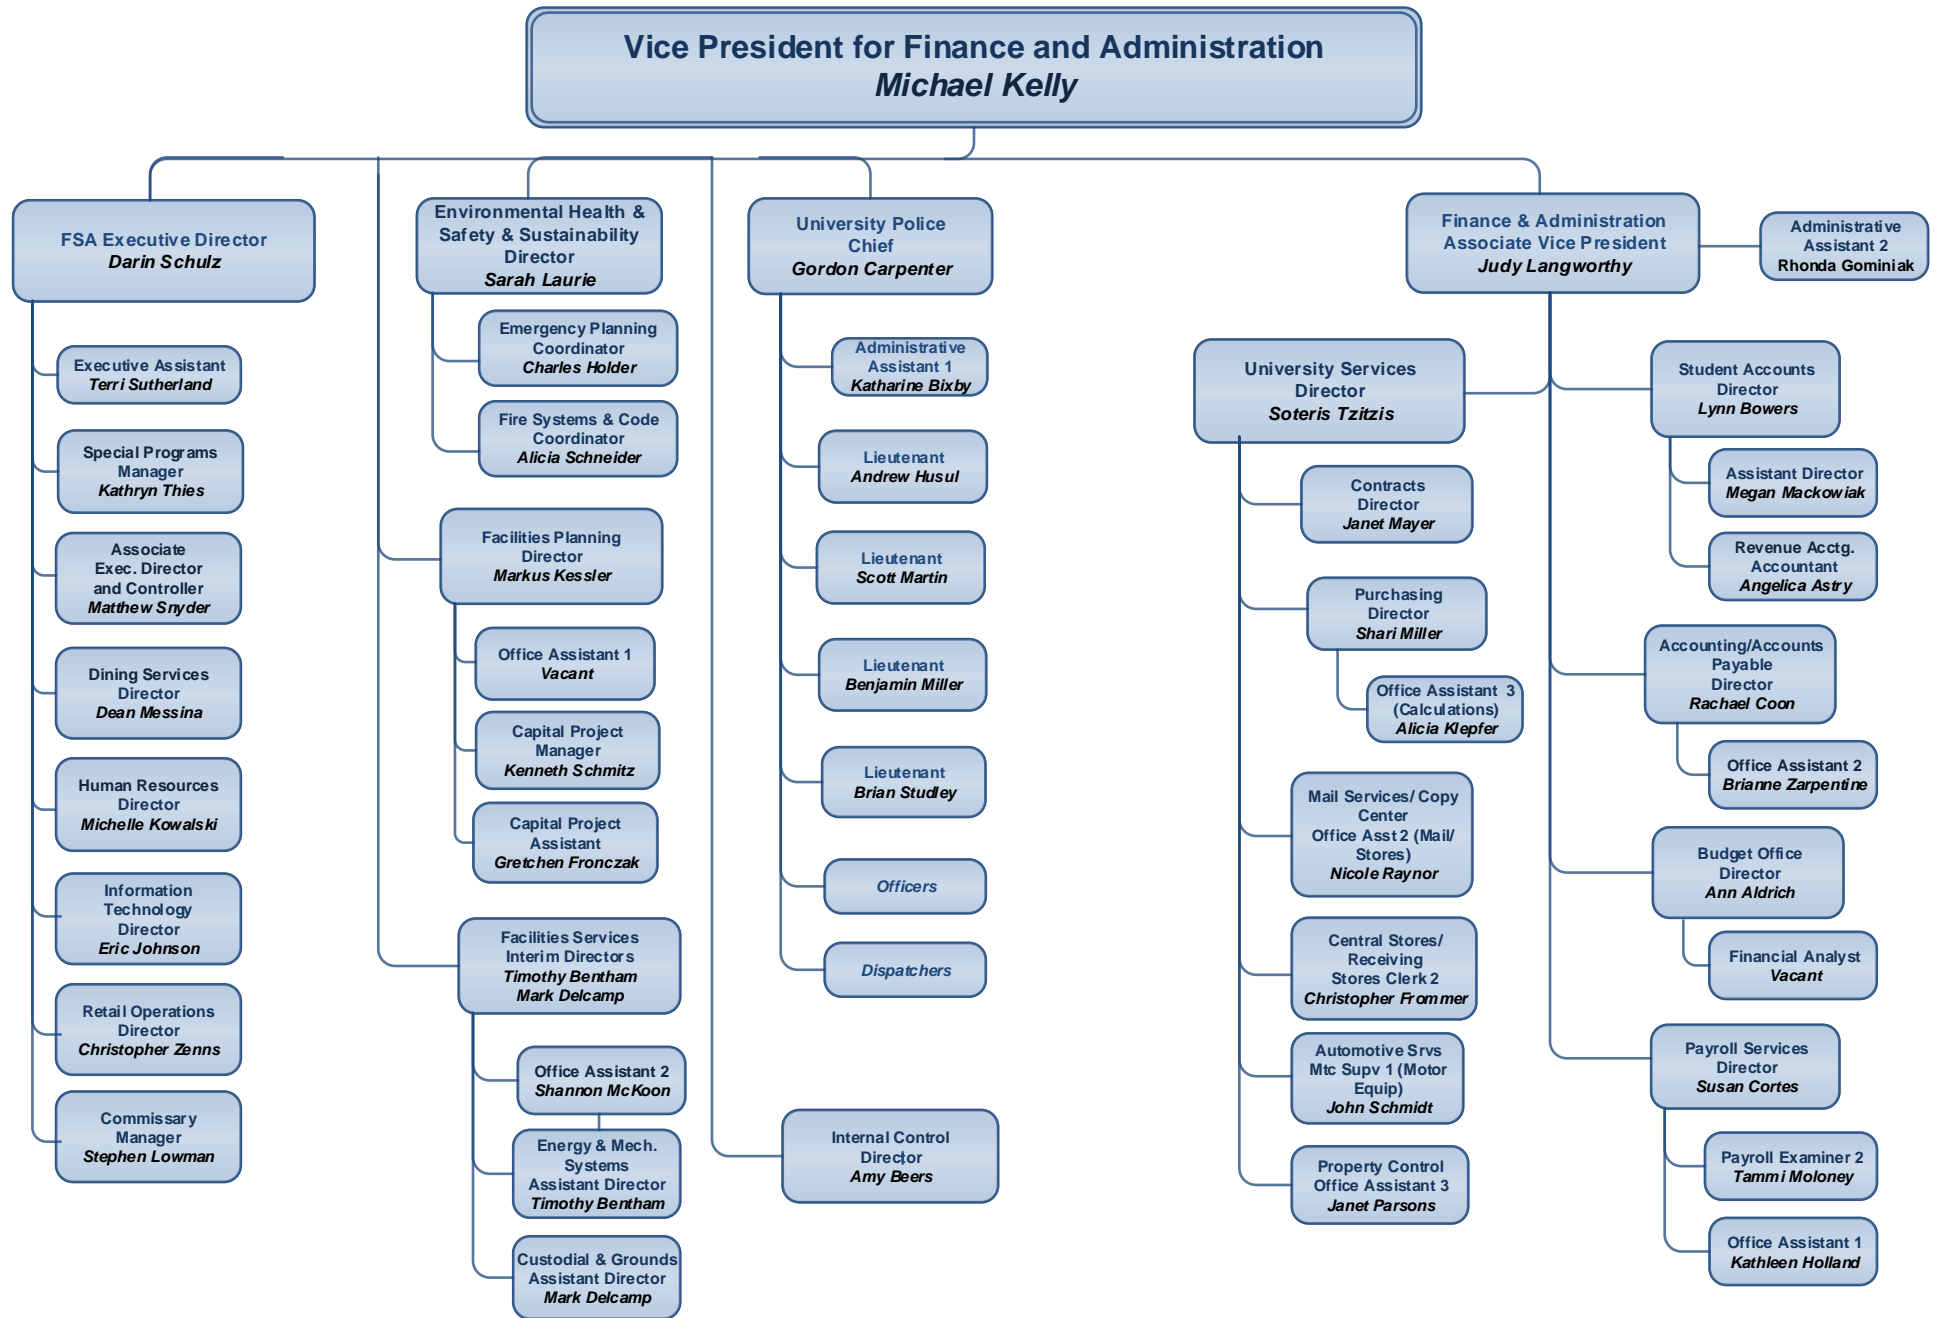 Vice President for Finance and Administration
Michael Kelly
FSA Executive Director
Darin Schulz
Executive Assistant
Terri Sutherland
Special Programs
Manager
Kathryn Thies
Associate
Exec. Director
and Controller
Matthew Snyder
Dining Services
Director
Dean Messina
Human Resources
Director
Michelle Kowalski
Information
Technology
Director
Eric Johnson
Retail Operations
Director
Christopher Zenns
Commissary
Manager
Stephen Lowman
Environmental Health &
Safety & Sustainability
Director
Sarah Laurie
Emergency Planning
Coordinator
Charles Holder
Fire Systems & Code
Coordinator
Alicia Schneider
Facilities Planning
Director
Markus Kessler
Office Assistant 1
Vacant
Capital Project
Manager
Kenneth Schmitz
Capital Project
Assistant
Gretchen Fronczak
Facilities Services
Interim Directors
Timothy Bentham
Mark Delcamp
Office Assistant 2
Shannon McKoon
Energy & Mech.
Systems
Assistant Director
Timothy Bentham
Custodial & Grounds
Assistant Director
Mark Delcamp
University Police
Chief
Gordon Carpenter
Administrative
Assistant 1
Katharine Bixby
Lieutenant
Andrew Husul
Lieutenant
Scott Martin
Lieutenant
Benjamin Miller
Lieutenant
Brian Studley
Officers
Dispatchers
Internal Control
Director
Amy Beers
Finance & Administration
Associate Vice President
Judy Langworthy
Administrative
Assistant 2
Rhonda Gominiak
University Services
Director
Soteris Tzitzis
Contracts
Director
Janet Mayer
Purchasing
Director
Shari Miller
Office Assistant 3
(Calculations)
Alicia Klepfer
Mail Services/ Copy
Center
Office Asst 2 (Mail/
Stores)
Nicole Raynor
Central Stores/
Receiving
Stores Clerk 2
Christopher Frommer
Automotive Srvs
Mtc Supv 1 (Motor
Equip)
John Schmidt
Property Control
Office Assistant 3
Janet Parsons
Student Accounts
Director
Lynn Bowers
Assistant Director
Megan Mackowiak
Revenue Acctg.
Accountant
Angelica Astry
Accounting/Accounts
Payable
Director
Rachael Coon
Office Assistant 2
Brianne Zarpentine
Budget Office
Director
Ann Aldrich
Financial Analyst
Vacant
Payroll Services
Director
Susan Cortes
Payroll Examiner 2
Tammi Moloney
Office Assistant 1
Kathleen Holland